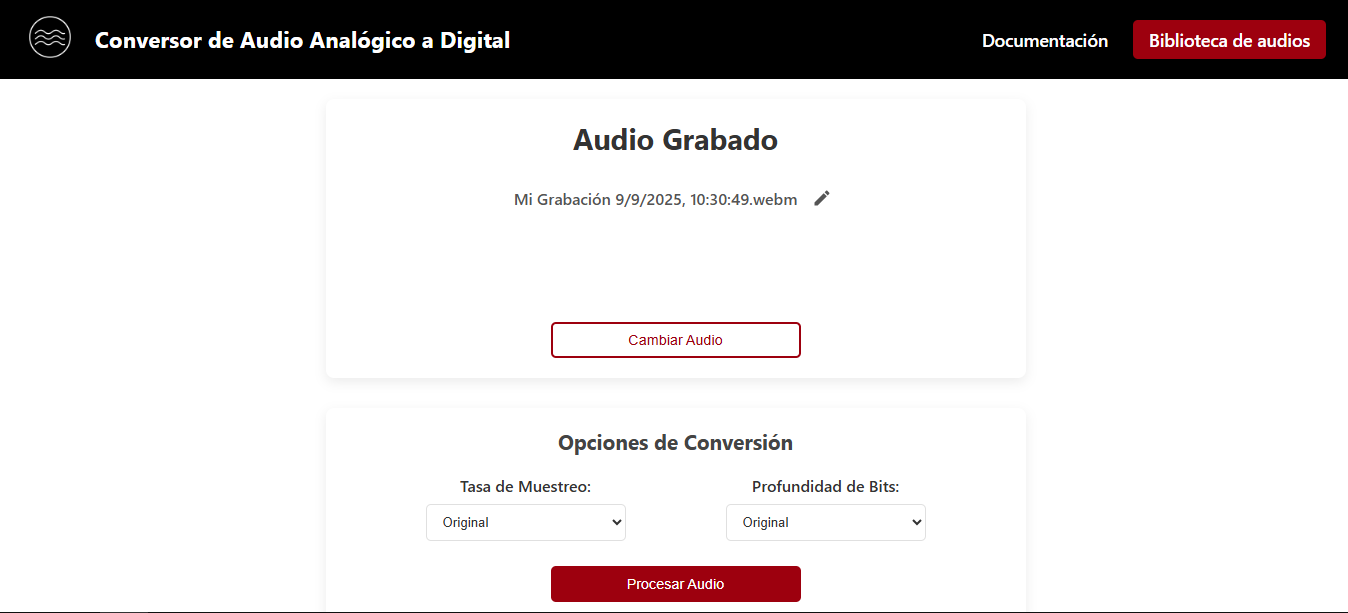 Conversor de Audio Analógico a Digital
Documentación
Biblioteca de audios
Audio Grabado
Mi Grabación 9/9/2025, 10:30:49.webm
Cambiar Audio
Opciones de Conversión
Tasa de Muestreo:
Profundidad de Bits:
Original
Original
Procesar Audio